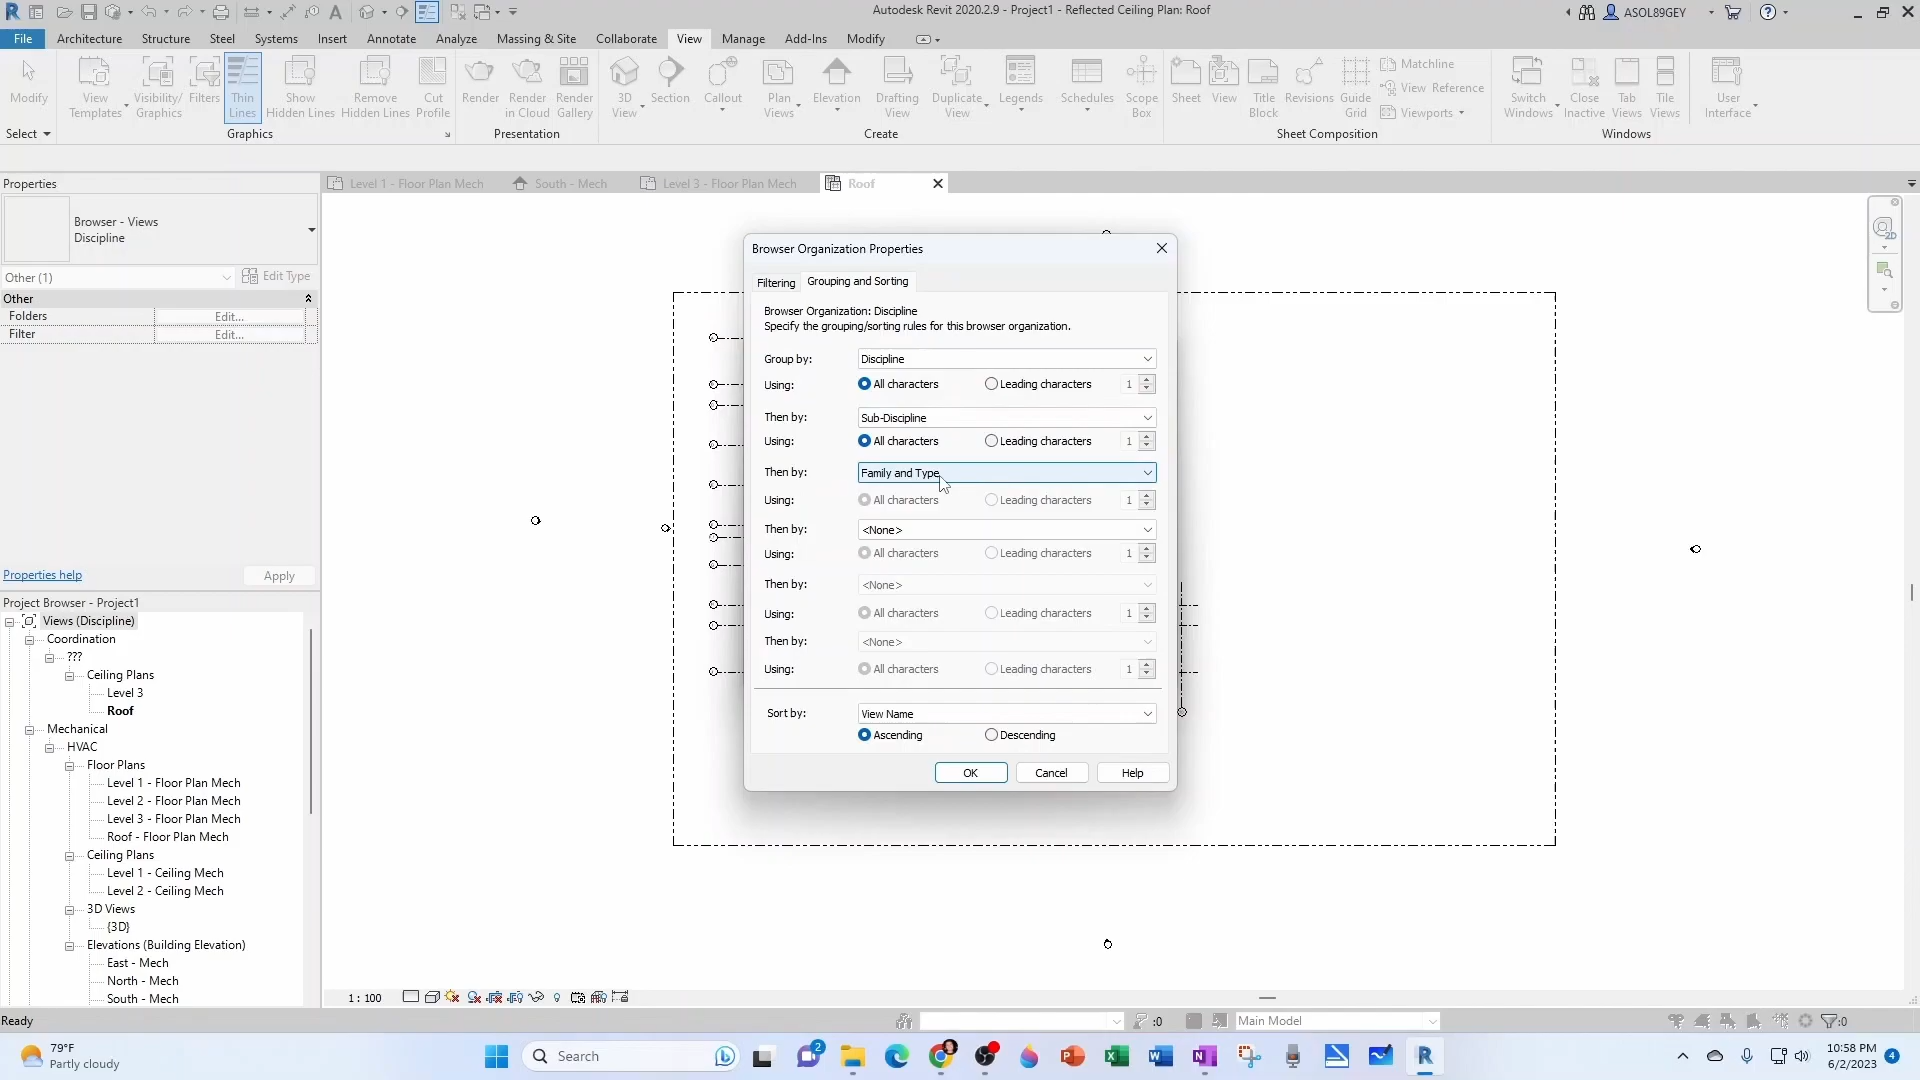 Autodesk Revit 2020.2.9 - Project1 - Reflected Ceiling Plan: Roof
ASOL89GEY
File Architecture Structure Steel Systems Insert Annotate Analyze Massing & Site Collaborate View Manage Add-Ins Modify
Modify
View Templates
Visibility/ Graphics
Filters
Thin Lines
Show Hidden Lines
Remove Hidden Lines
Cut Profile
Render
Render in Cloud
Render Gallery
3D View
Section
Callout
Plan Views
Elevation
Drafting View
Duplicate View
Legends
Schedules
Scope Box
Sheet
View
Title Block
Revisions
Guide Grid
Matchline
View Reference
Viewports
Switch Windows
Close Inactive
Tab Views
Tile Views
User Interface
Select Graphics Presentation Create Sheet Composition Windows
Properties
Level 1 - Floor Plan Mech South - Mech Level 3 - Floor Plan Mech Roof
Browser - Views
Discipline
Other (1) Edit Type
Other
Folders Edit...
Filter Edit...
Properties help Apply
Project Browser - Project1
Views (Discipline)
Coordination
???
Ceiling Plans
Level 3
Roof
Mechanical
HVAC
Floor Plans
Level 1 - Floor Plan Mech
Level 2 - Floor Plan Mech
Level 3 - Floor Plan Mech
Roof - Floor Plan Mech
Ceiling Plans
Level 1 - Ceiling Mech
Level 2 - Ceiling Mech
3D Views
{3D}
Elevations (Building Elevation)
East - Mech
North - Mech
South - Mech
Browser Organization Properties
Filtering Grouping and Sorting
Browser Organization: Discipline
Specify the grouping/sorting rules for this browser organization.
Group by: Discipline
Using: All characters Leading characters 1
Then by: Sub-Discipline
Using: All characters Leading characters 1
Then by: Family and Type
Using: All characters Leading characters 1
Then by: <None>
Using: All characters Leading characters 1
Then by: <None>
Using: All characters Leading characters 1
Then by: <None>
Using: All characters Leading characters 1
Sort by: View Name
Ascending Descending
OK Cancel Help
2D
1 : 100
Ready :0 Main Model :0
79°F
Partly cloudy
Search
2
10:58 PM
6/2/2023
4